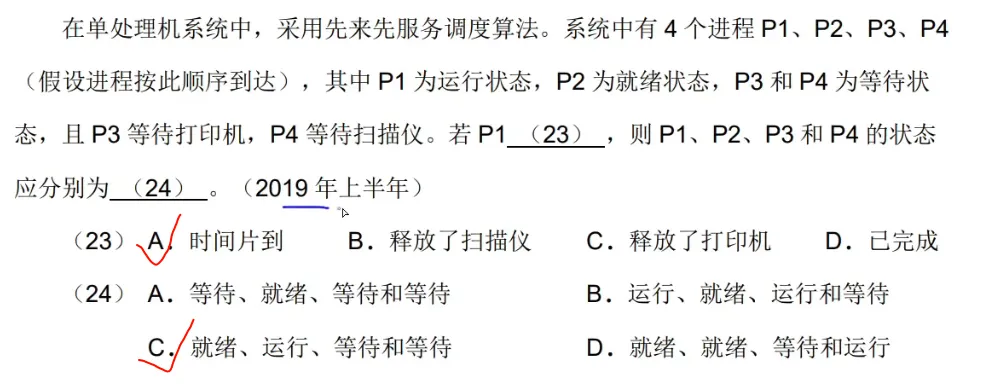 在单处理机系统中，采用先来先服务调度算法。系统中有 4 个进程 P1、P2、P3、P4
（假设进程按此顺序到达），其中 P1 为运行状态，P2 为就绪状态，P3 和 P4 为等待状
态，且 P3 等待打印机，P4 等待扫描仪。若 P1 （23） ，则 P1、P2、P3 和 P4 的状态
应分别为 （24） 。（2019 年上半年）
（23） A．时间片到 B．释放了扫描仪 C．释放了打印机 D．已完成
（24） A．等待、就绪、等待和等待 B．运行、就绪、运行和等待
C．就绪、运行、等待和等待 D．就绪、就绪、等待和运行